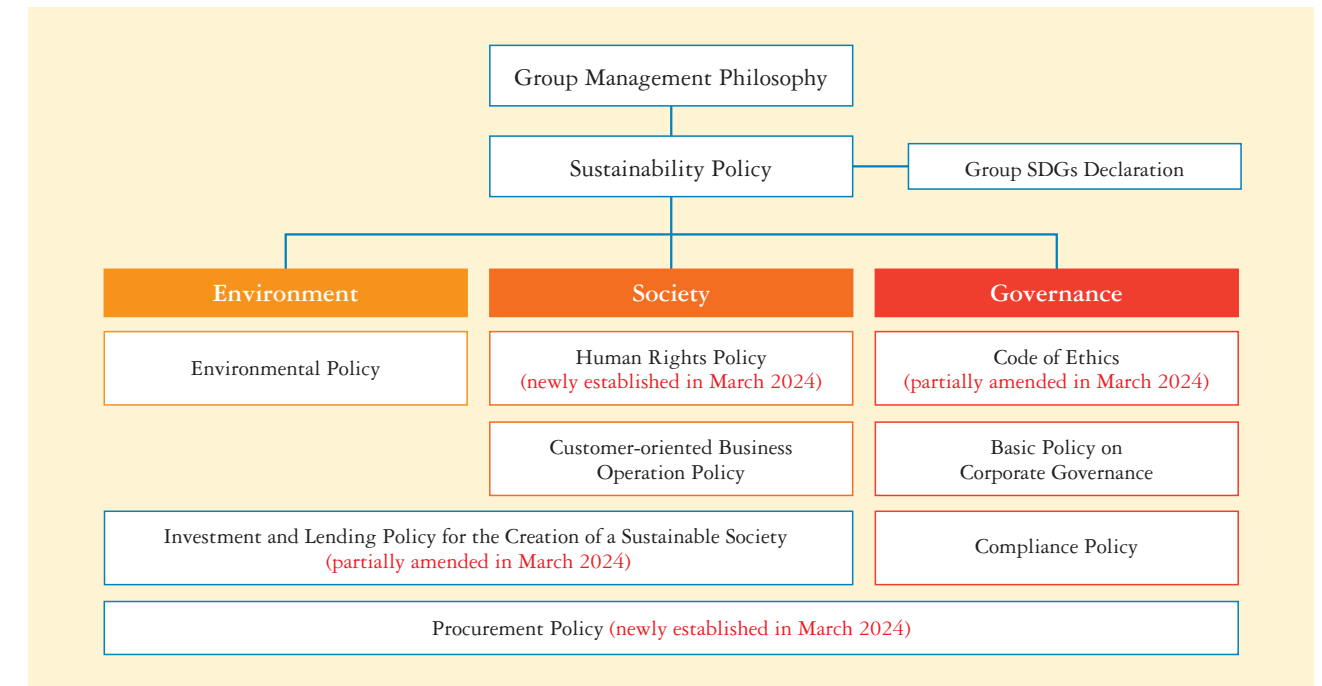 Group Management Philosophy
Sustainability Policy
Group SDGs Declaration
Environment
Society
Governance
Environmental Policy
Human Rights Policy
(newly established in March 2024)
Code of Ethics
(partially amended in March 2024)
Customer-oriented Business
Operation Policy
Basic Policy on
Corporate Governance
Investment and Lending Policy for the Creation of a Sustainable Society
(partially amended in March 2024)
Compliance Policy
Procurement Policy (newly established in March 2024)